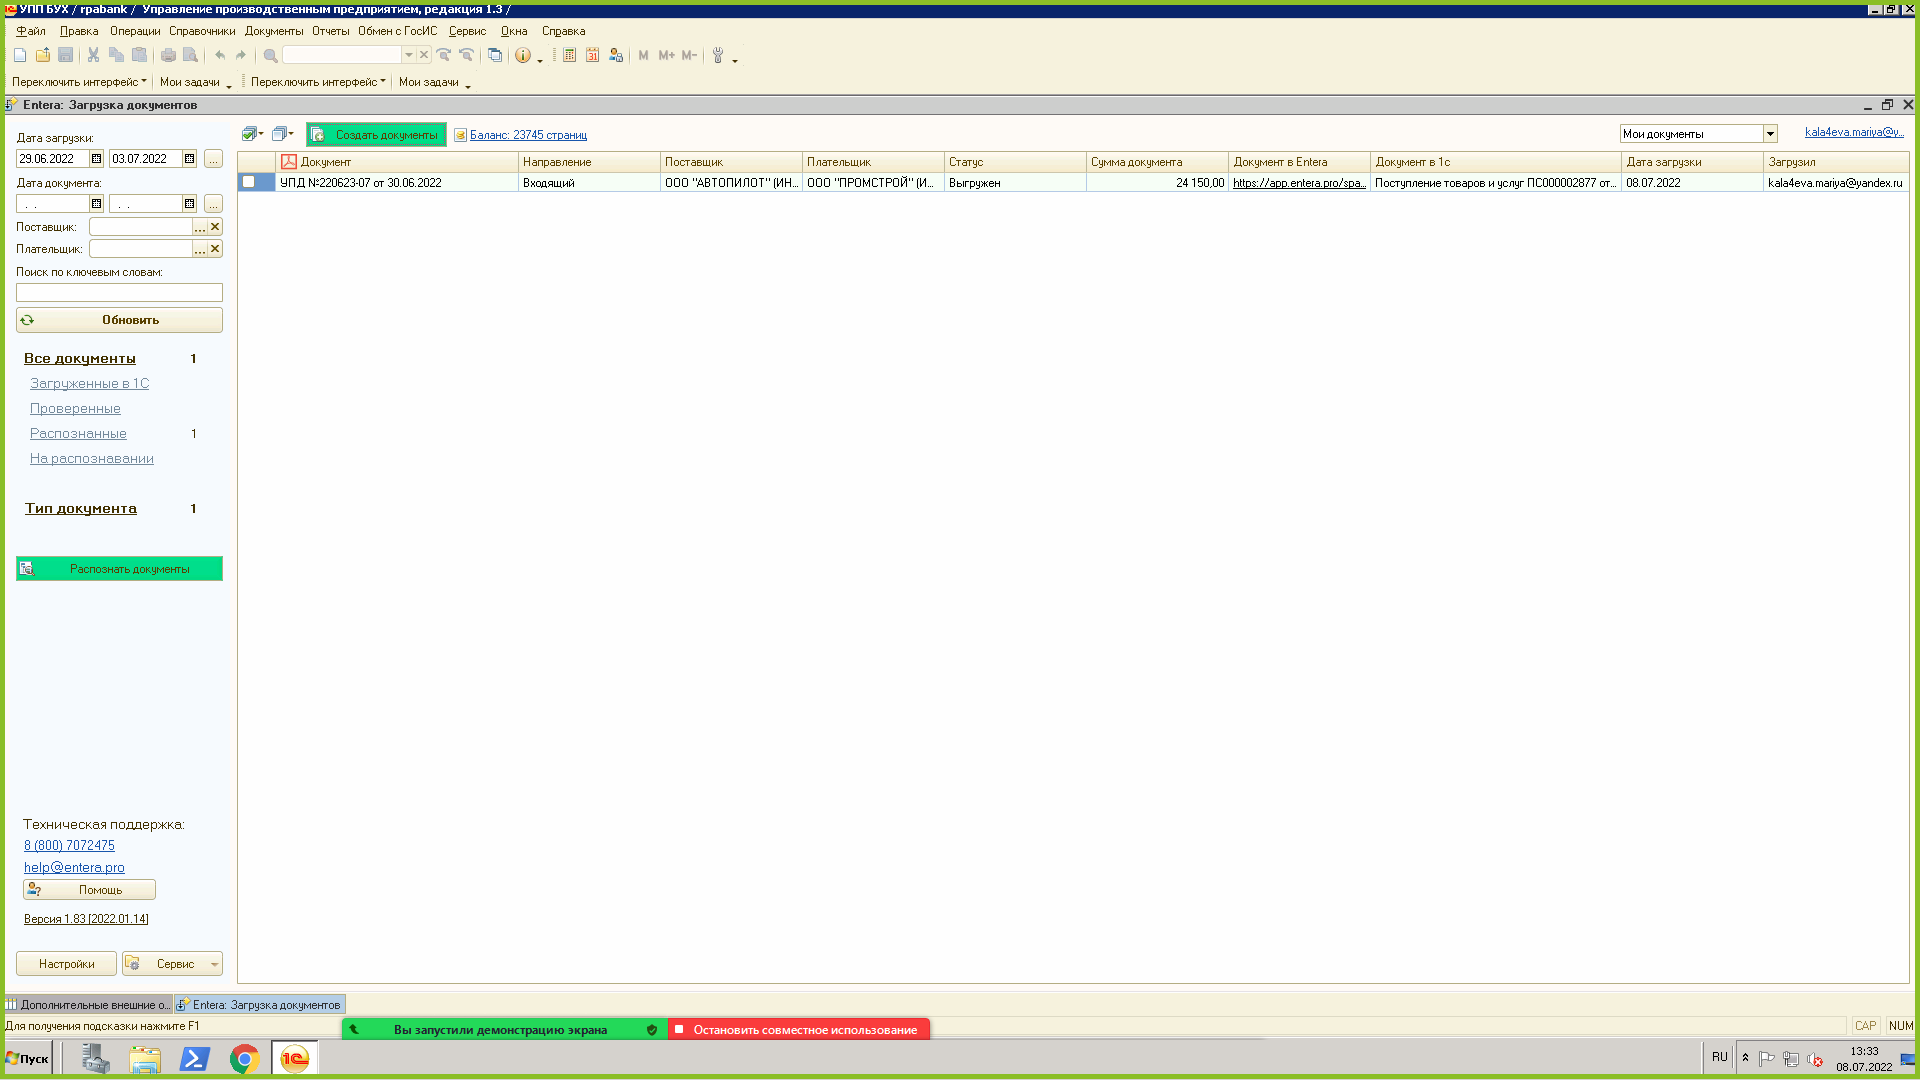 УПП БУХ / rpabank / Управление производственным предприятием, редакция 1.3 /
Файл Правка Операции Справочники Документы Отчеты Обмен с ГосИС Сервис Окна Справка
M M+ M-
Переключить интерфейс Мои задачи Переключить интерфейс Мои задачи
Entera: Загрузка документов
Дата загрузки:
29.06.2022 03.07.2022 ...
Дата документа:
. . . . ...
Поставщик: ...
Плательщик: ...
Поиск по ключевым словам:
Обновить
Все документы 1
Загруженные в 1С
Проверенные
Распознанные 1
На распознавании
Тип документа 1
Распознать документы
Техническая поддержка:
8 (800) 7072475
help@entera.pro
Помощь
Версия 1.83 [2022.01.14]
Настройки Сервис
Создать документы Баланс: 23745 страниц Мои документы kala4eva.mariya@y...
Документ Направление Поставщик Плательщик Статус Сумма документа Документ в Entera Документ в 1с Дата загрузки Загрузил
УПД №220623-07 от 30.06.2022 Входящий ООО "АВТОПИЛОТ" (ИН... ООО "ПРОМСТРОЙ" (И... Выгружен 24 150,00 https://app.entera.pro/spa... Поступление товаров и услуг ПС000002877 от... 08.07.2022 kala4eva.mariya@yandex.ru
Дополнительные внешние о... Entera: Загрузка документов
Для получения подсказки нажмите F1 CAP NUM
Вы запустили демонстрацию экрана Остановить совместное использование
Пуск RU 13:33
08.07.2022